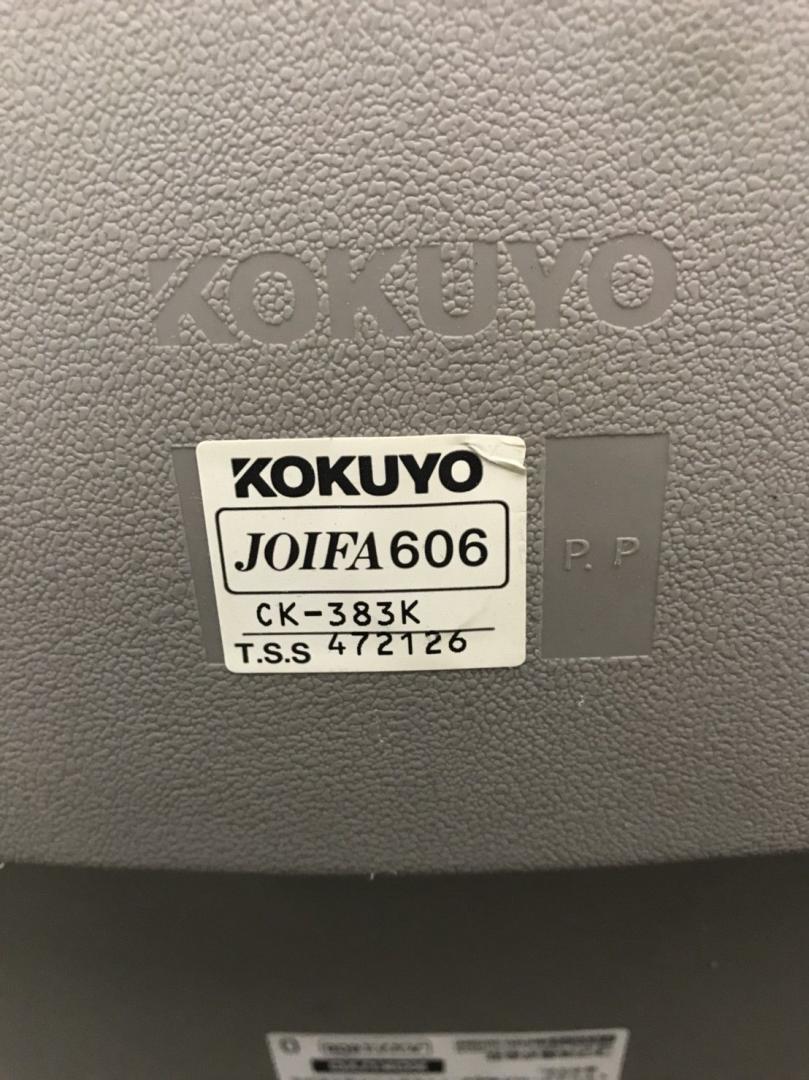 KOKUYO
KOKUYO
JOIFA606
CK-383K
T.S.S 472126
P. P